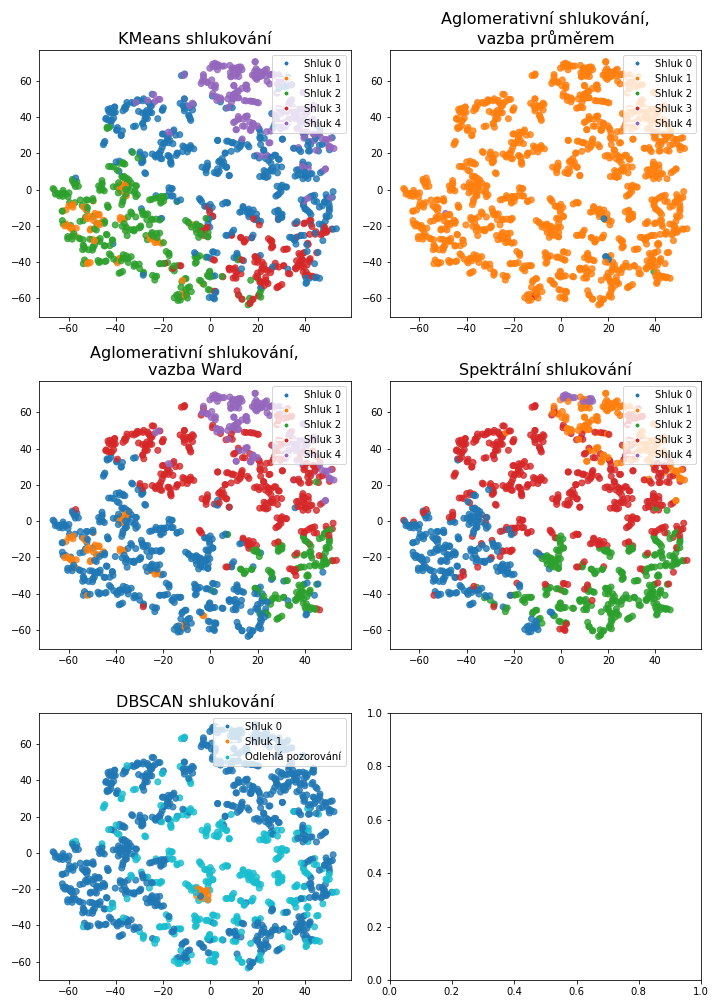 KMeans shlukování
Shluk 0
Shluk 1
Shluk 2
Shluk 3
Shluk 4
60
40
20
0
−20
−40
−60
−60 −40 −20 0 20 40
Aglomerativní shlukování,
vazba průměrem
Shluk 0
Shluk 1
Shluk 2
Shluk 3
Shluk 4
60
40
20
0
−20
−40
−60
−60 −40 −20 0 20 40
Aglomerativní shlukování,
vazba Ward
Shluk 0
Shluk 1
Shluk 2
Shluk 3
Shluk 4
60
40
20
0
−20
−40
−60
−60 −40 −20 0 20 40
Spektrální shlukování
Shluk 0
Shluk 1
Shluk 2
Shluk 3
Shluk 4
60
40
20
0
−20
−40
−60
−60 −40 −20 0 20 40
DBSCAN shlukování
Shluk 0
Shluk 1
Odlehlá pozorování
60
40
20
0
−20
−40
−60
−60 −40 −20 0 20 40
1.0
0.8
0.6
0.4
0.2
0.0
0.0 0.2 0.4 0.6 0.8 1.0